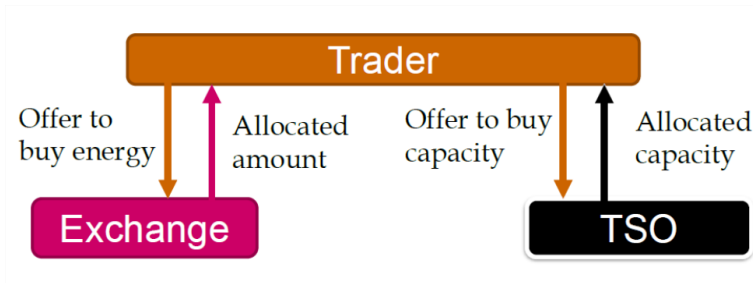 Trader
Offer to
buy energy
Allocated
amount
Offer to buy
capacity
Allocated
capacity
Exchange
TSO